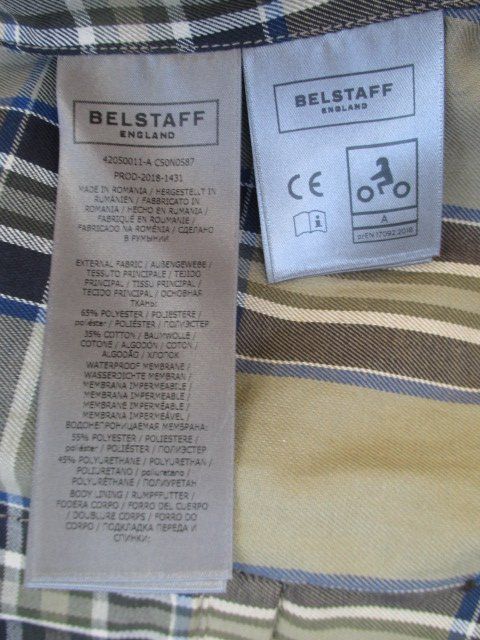 BELSTAFF
ENGLAND
42050011-A C50N0587
PROD-2018-1431
MADE IN ROMANIA / HERGESTELLT IN
RUMÄNIEN / FABBRICATO IN
ROMANIA / HECHO EN RUMANIA /
FABRIQUÉ EN ROUMANIE /
FABRICADO NA ROMÉNIA / СДЕЛАНО
В РУМЫНИИ
EXTERNAL FABRIC / AUßENGEWEBE /
TESSUTO PRINCIPALE / TEJIDO
PRINCIPAL / TISSU PRINCIPAL /
TECIDO PRINCIPAL / ОСНОВНАЯ
ТКАНЬ:
65% POLYESTER / POLIESTERE /
poliéster / POLIÉSTER / ПОЛИЭСТЕР
35% COTTON / BAUMWOLLE /
COTONE / ALGODÓN / COTON /
ALGODÃO / ХЛОПОК
WATERPROOF MEMBRANE /
WASSERDICHTE MEMBRAN /
MEMBRANA IMPERMEABILE /
MEMBRANA IMPERMEABLE /
MEMBRANE IMPERMÉABLE /
MEMBRANA IMPERMEÁVEL /
ВОДОНЕПРОНИЦАЕМАЯ МЕМБРАНА:
55% POLYESTER / POLIESTERE /
poliéster / POLIÉSTER / ПОЛИЭСТЕР
45% POLYURETHANE / POLYURETHAN /
POLIURETANO / poliuretano /
POLYURÉTHANE / ПОЛИУРЕТАН
BODY LINING / RUMPFFUTTER /
FODERA CORPO / FORRO DEL CUERPO
/ DOUBLURE CORPS / FORRO DO
CORPO / ПОДКЛАДКА ПЕРЕДА И
СПИНКИ:
BELSTAFF
ENGLAND
CE
i
A
prEN 17092:2018